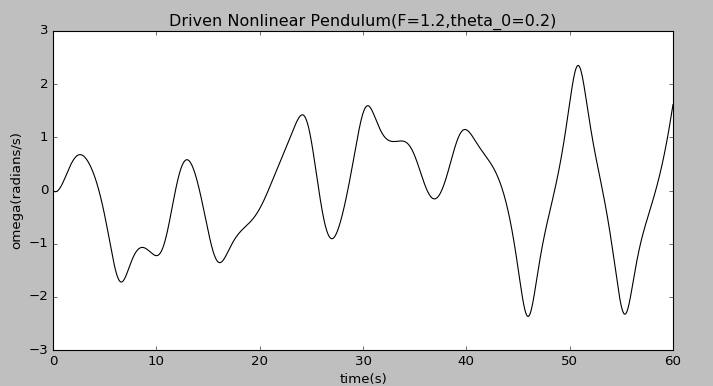 Driven Nonlinear Pendulum(F=1.2,theta_0=0.2)
3
2
1
0
−1
−2
−3
omega(radians/s)
0 10 20 30 40 50 60
time(s)